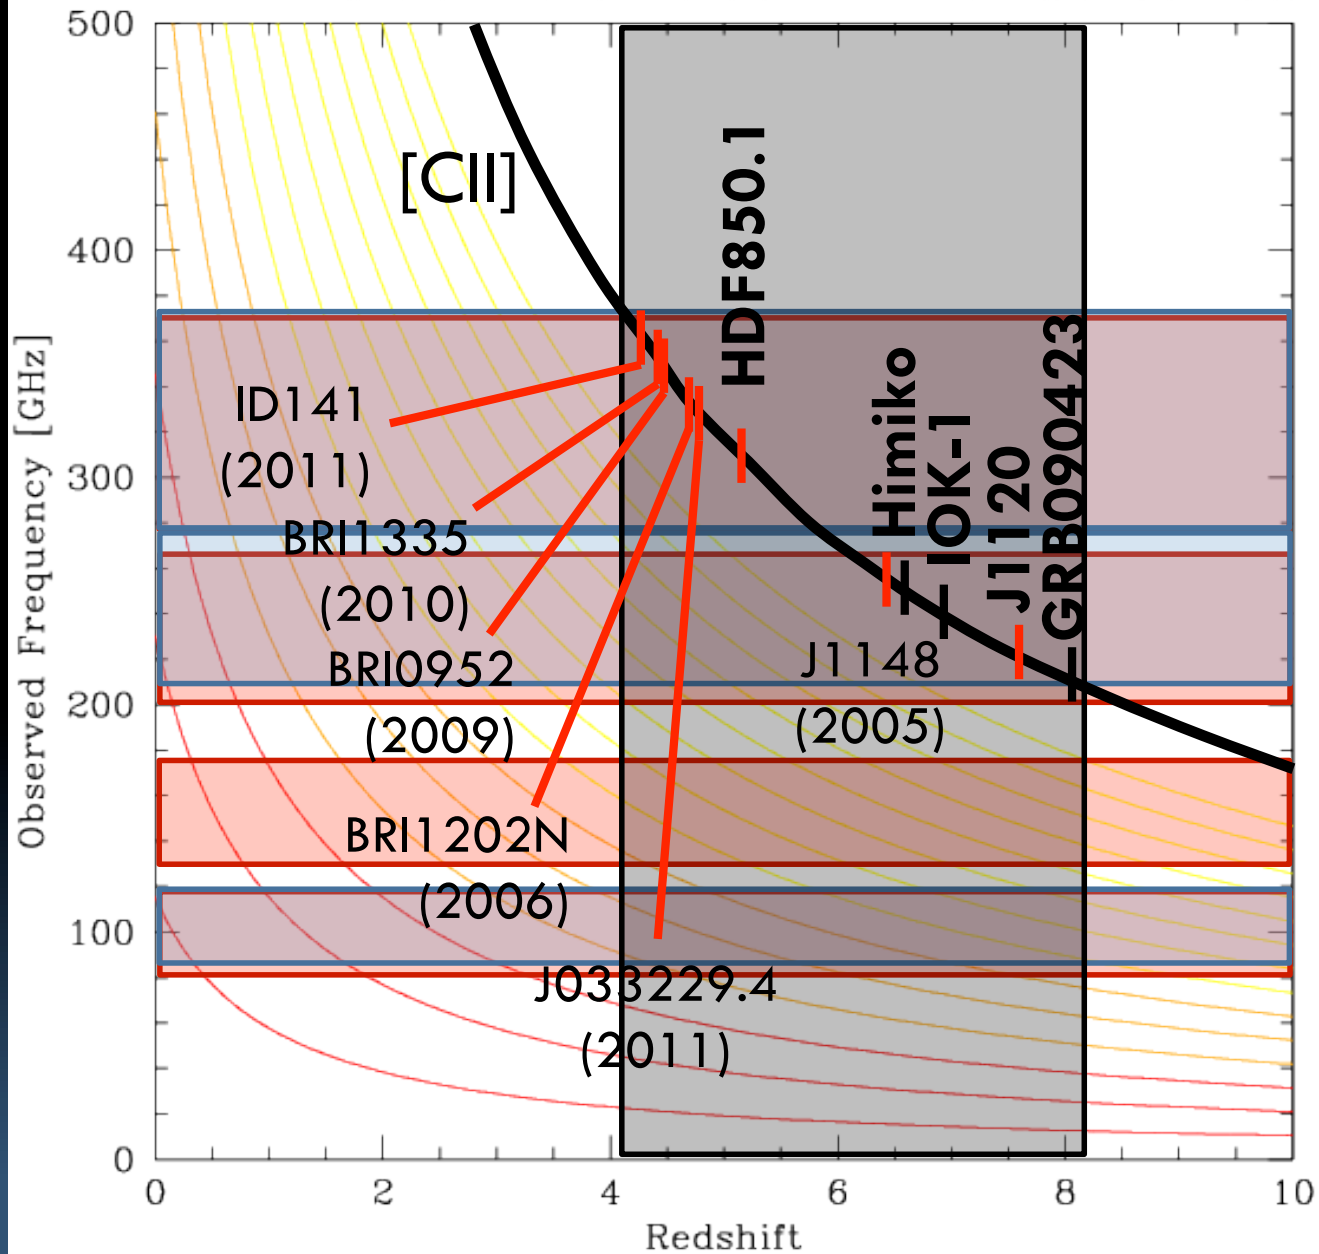 500
400
300
200
100
0
Observed Frequency [GHz]
[CII]
HDF850.1
Himiko
IOK-1
J1120
GRB090423
ID141
(2011)
BRI1335
(2010)
BRI0952
(2009)
BRI1202N
(2006)
J033229.4
(2011)
J1148
(2005)
0 2 4 6 8 10
Redshift